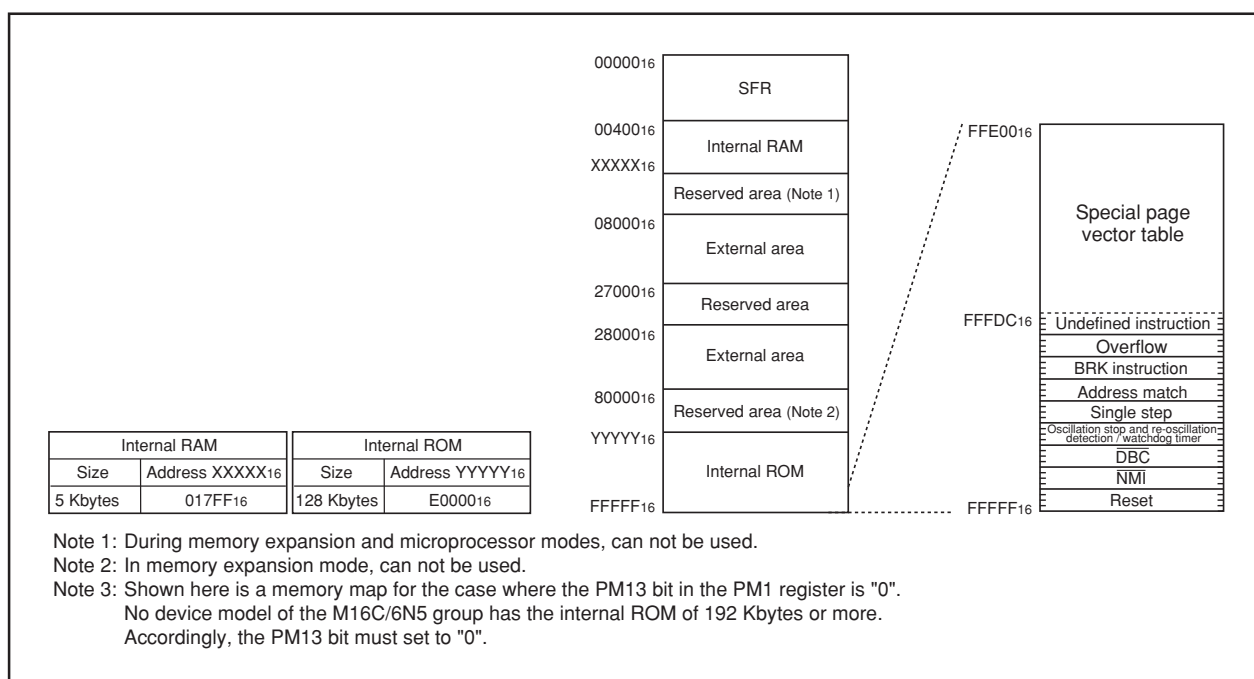 0000016
SFR
0040016
Internal RAM
XXXXX16
Reserved area (Note 1)
0800016
External area
2700016
Reserved area
2800016
External area
8000016
Reserved area (Note 2)
YYYYY16
Internal ROM
FFFFF16
FFE0016
Special page
vector table
FFFDC16
Undefined instruction
Overflow
BRK instruction
Address match
Single step
Oscillation stop and re-oscillation
detection / watchdog timer
DBC
NMI
Reset
FFFFF16
Internal RAM Internal ROM
Size Address XXXXX16 Size Address YYYYY16
5 Kbytes 017FF16 128 Kbytes E000016
Note 1: During memory expansion and microprocessor modes, can not be used.
Note 2: In memory expansion mode, can not be used.
Note 3: Shown here is a memory map for the case where the PM13 bit in the PM1 register is "0".
No device model of the M16C/6N5 group has the internal ROM of 192 Kbytes or more.
Accordingly, the PM13 bit must set to "0".